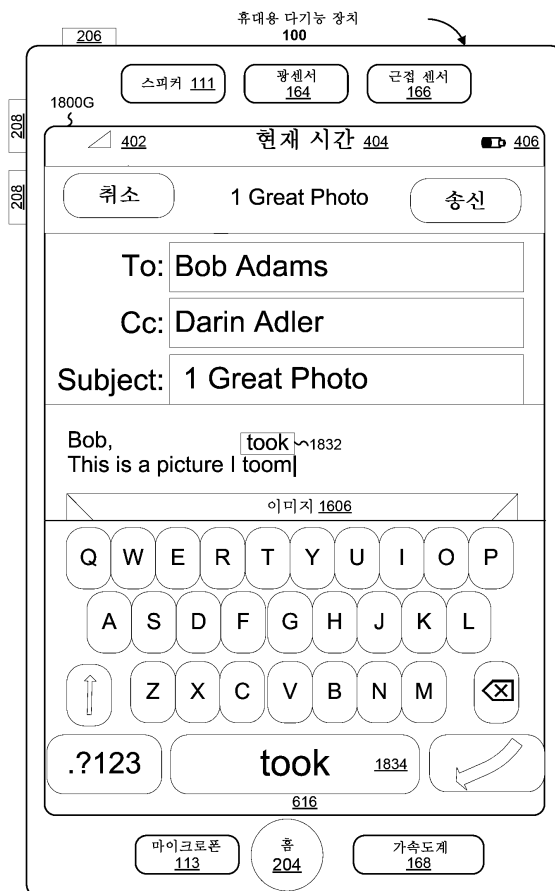 휴대용 다기능 장치
100
206
스피커 111
광센서
164
근접 센서
166
1800G
208
208
402
현재 시간 404
406
취소
1 Great Photo
송신
To: Bob Adams
Cc: Darin Adler
Subject: 1 Great Photo
Bob,
took 1832
This is a picture I toom
이미지 1606
Q W E R T Y U I O P
A S D F G H J K L
Z X C V B N M
.?123
took 1834
616
마이크로폰
113
홈
204
가속도계
168